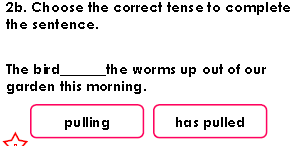 2b. Choose the correct tense to complete
the sentence.
The bird______the worms up out of our
garden this morning.
pulling
has pulled